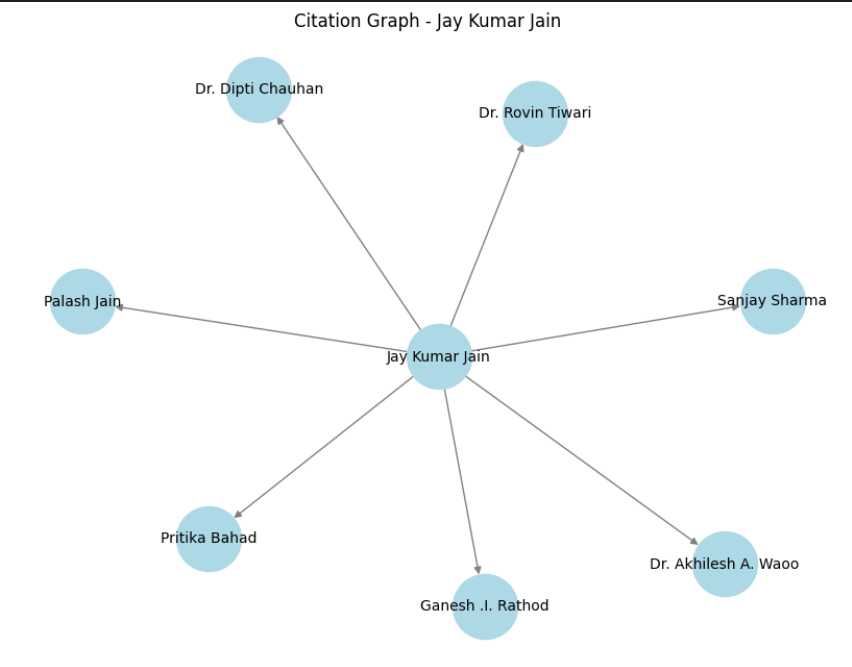 Citation Graph - Jay Kumar Jain
Dr. Dipti Chauhan
Dr. Rovin Tiwari
Palash Jain
Sanjay Sharma
Jay Kumar Jain
Pritika Bahad
Dr. Akhilesh A. Waoo
Ganesh .I. Rathod